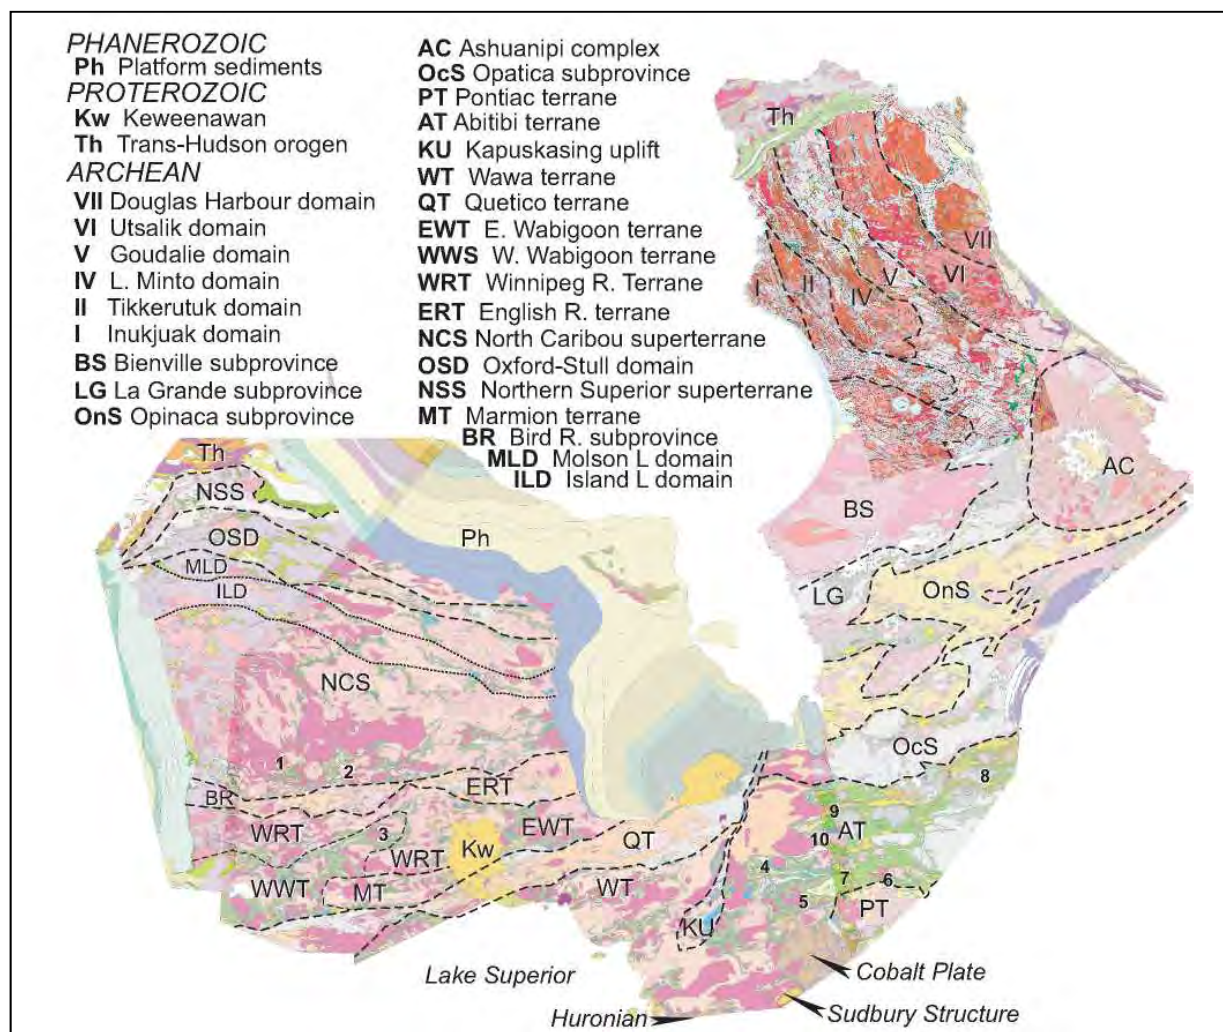 PHANEROZOIC
Ph Platform sediments
PROTEROZOIC
Kw Keweenawan
Th Trans-Hudson orogen
ARCHEAN
VII Douglas Harbour domain
VI Utsalik domain
V Goudalie domain
IV L. Minto domain
II Tikkerutuk domain
I Inukjuak domain
BS Bienville subprovince
LG La Grande subprovince
OnS Opinaca subprovince
AC Ashuanipi complex
OcS Opatica subprovince
PT Pontiac terrane
AT Abitibi terrane
KU Kapuskasing uplift
WT Wawa terrane
QT Quetico terrane
EWT E. Wabigoon terrane
WWS W. Wabigoon terrane
WRT Winnipeg R. Terrane
ERT English R. terrane
NCS North Caribou superterrane
OSD Oxford-Stull domain
NSS Northern Superior superterrane
MT Marmion terrane
BR Bird R. subprovince
MLD Molson L domain
ILD Island L domain
Th
VII
VI
V
IV
II
I
AC
BS
OnS
LG
OcS
Th
NSS
OSD
MLD
ILD
Ph
NCS
1
2
BR
ERT
WRT
3
WRT
Kw
EWT
QT
WWT
MT
WT
KU
8
9
AT
10
4
7
6
5
PT
Lake Superior
Cobalt Plate
Sudbury Structure
Huronian